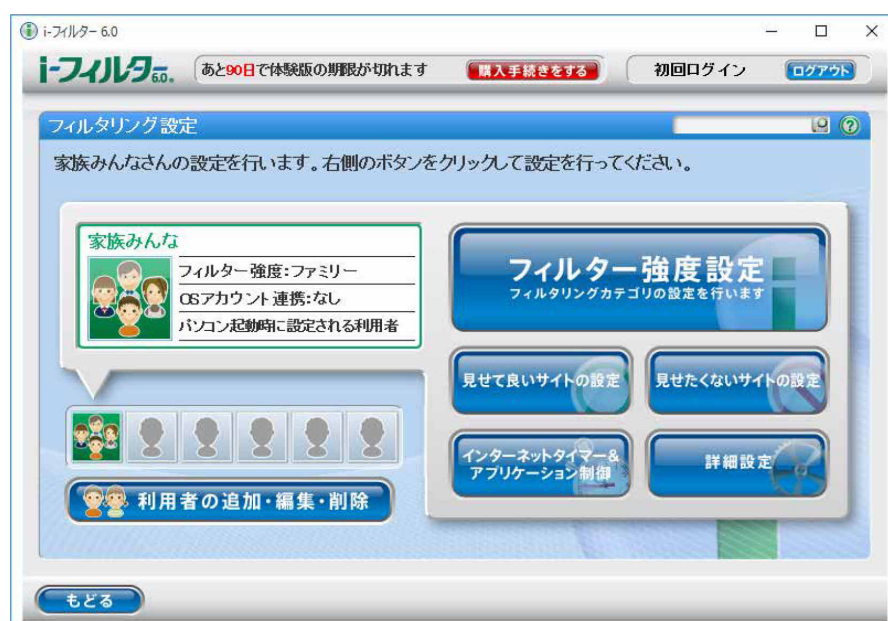 i-フィルター 6.0
i-フィルター6.0.
あと90日で体験版の期限が切れます
購入手続きをする
初回ログイン
ログアウト
フィルタリング設定
家族みんなさんの設定を行います。右側のボタンをクリックして設定を行ってください。
家族みんな
フィルター強度:ファミリー
OSアカウント連携:なし
パソコン起動時に設定される利用者
フィルター強度設定
フィルタリングカテゴリの設定を行います
見せて良いサイトの設定
見せたくないサイトの設定
インターネットタイマー&
アプリケーション制御
詳細設定
利用者の追加・編集・削除
もどる